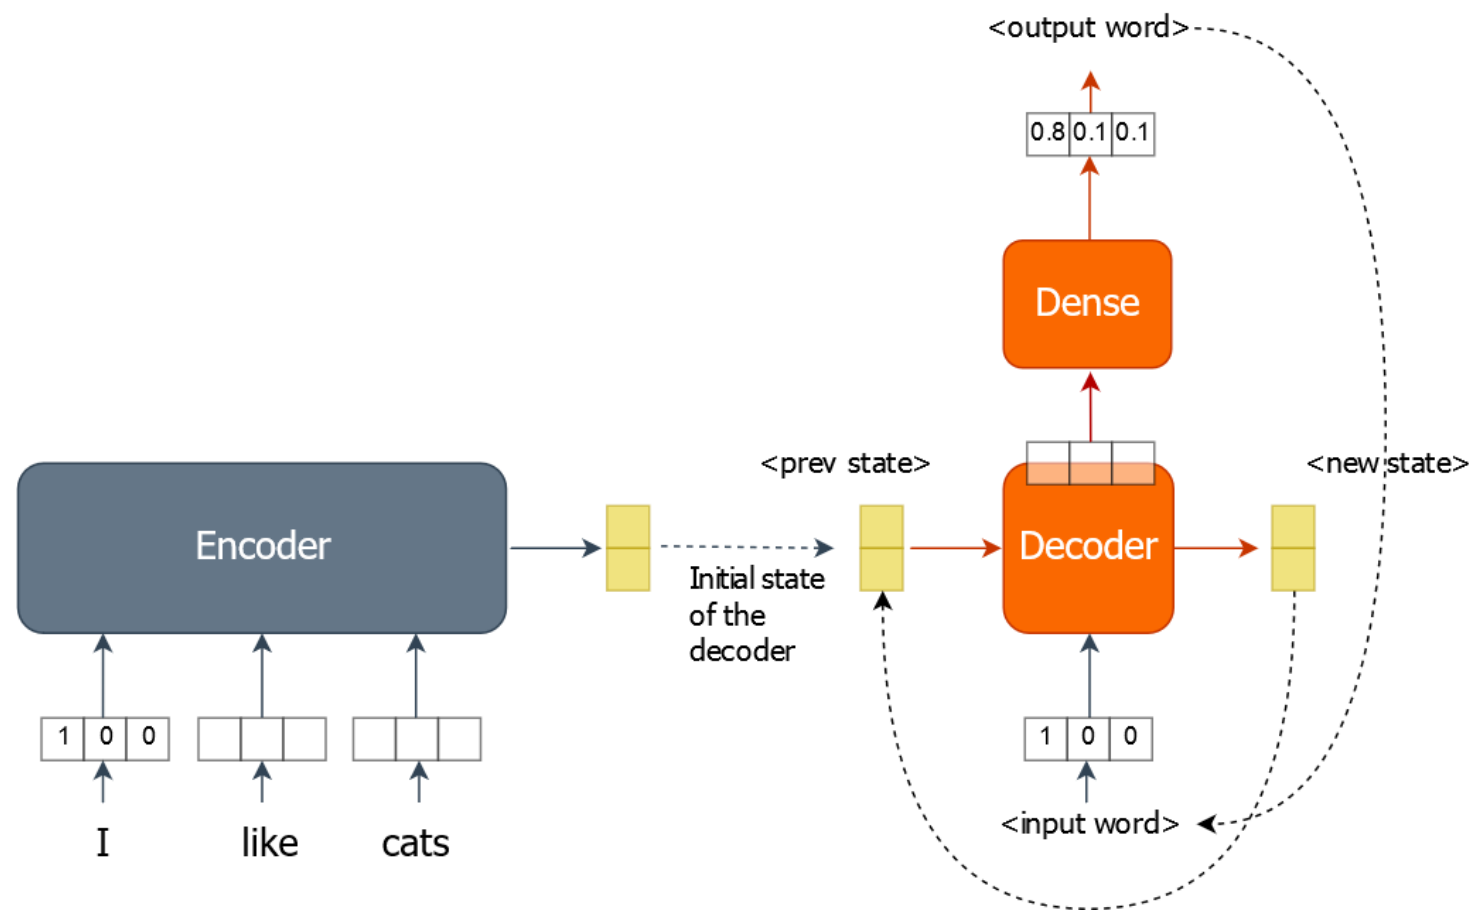 <output word>
0.8 0.1 0.1
Dense
<prev state>
<new state>
Encoder
Decoder
Initial state
of the
decoder
1 0 0
1 0 0
<input word>
I like cats